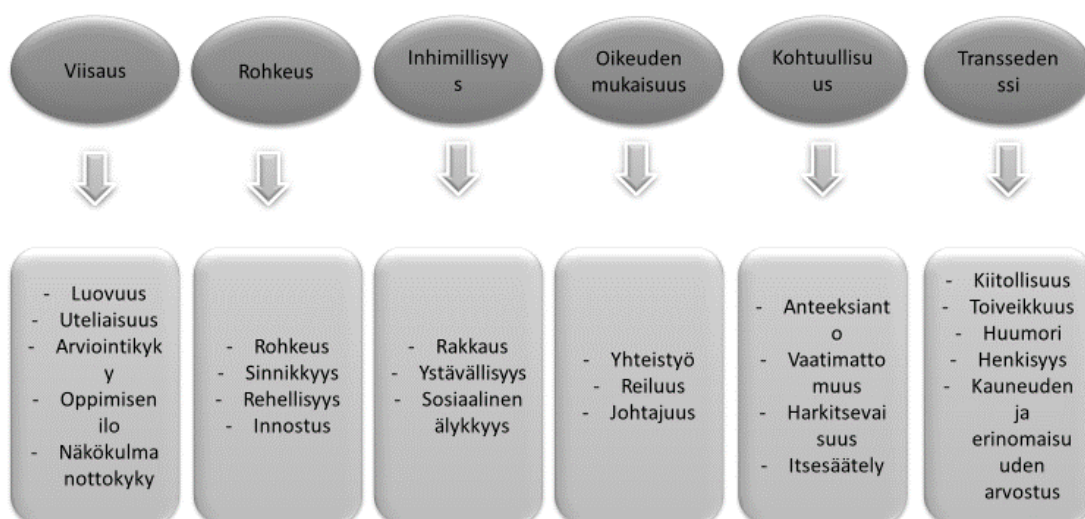 Viisaus
Rohkeus
Inhimillisyy
s
Oikeuden
mukaisuus
Kohtuullisu
us
Transsede
nssi
- Luovuus
- Uteliaisuus
- Arviointikyk
y
- Oppimisen
ilo
- Näkökulma
nottokyky
- Rohkeus
- Sinnikkyys
- Rehellisyys
- Innostus
- Rakkaus
- Ystävällisyys
- Sosiaalinen
älykkyys
- Yhteistyö
- Reiluus
- Johtajuus
- Anteeksiant
o
- Vaatimatto
muus
- Harkitsevai
suus
- Itsesäätely
- Kiitollisuus
- Toiveikkuus
- Huumori
- Henkisyys
- Kauneuden
ja
erinomaisu
uden
arvostus